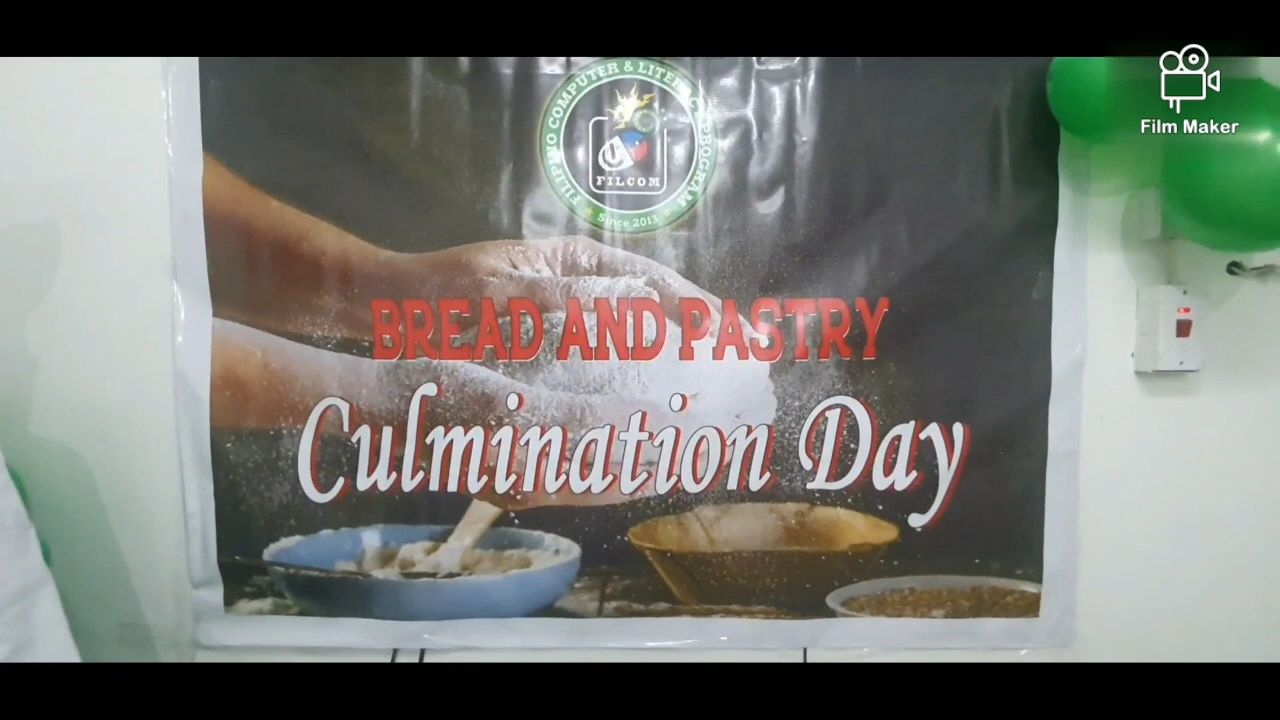 FILIPINO COMPUTER & LITERACY PROGRAM
FILCOM
Since 2013
Film Maker
BREAD AND PASTRY
Culmination Day